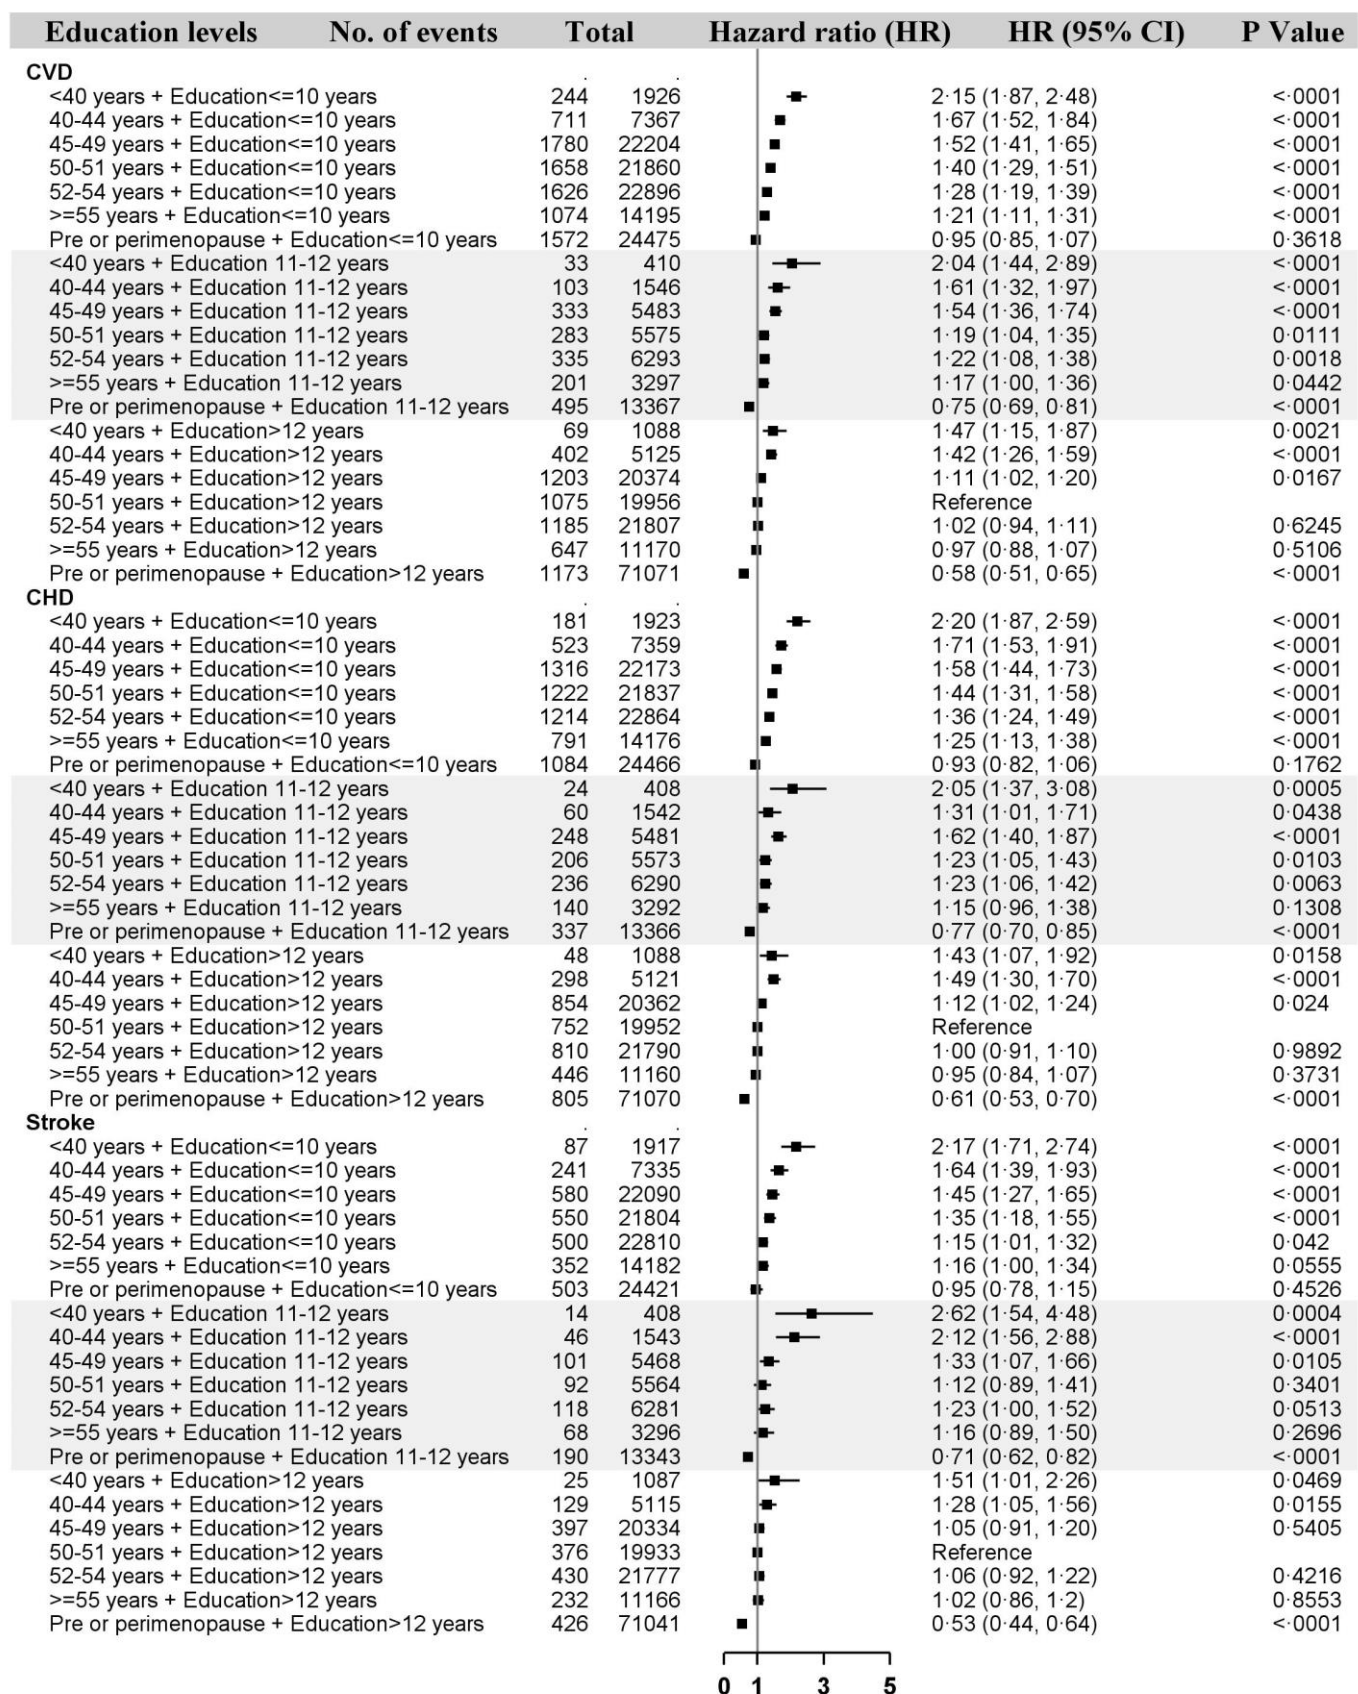 Education levels No. of events Total Hazard ratio (HR) HR (95% CI) P Value
CVD . .
<40 years + Education<=10 years 244 1926 2·15 (1·87, 2·48) <·0001
40-44 years + Education<=10 years 711 7367 1·67 (1·52, 1·84) <·0001
45-49 years + Education<=10 years 1780 22204 1·52 (1·41, 1·65) <·0001
50-51 years + Education<=10 years 1658 21860 1·40 (1·29, 1·51) <·0001
52-54 years + Education<=10 years 1626 22896 1·28 (1·19, 1·39) <·0001
>=55 years + Education<=10 years 1074 14195 1·21 (1·11, 1·31) <·0001
Pre or perimenopause + Education<=10 years 1572 24475 0·95 (0·85, 1·07) 0·3618
<40 years + Education 11-12 years 33 410 2·04 (1·44, 2·89) <·0001
40-44 years + Education 11-12 years 103 1546 1·61 (1·32, 1·97) <·0001
45-49 years + Education 11-12 years 333 5483 1·54 (1·36, 1·74) <·0001
50-51 years + Education 11-12 years 283 5575 1·19 (1·04, 1·35) 0·0111
52-54 years + Education 11-12 years 335 6293 1·22 (1·08, 1·38) 0·0018
>=55 years + Education 11-12 years 201 3297 1·17 (1·00, 1·36) 0·0442
Pre or perimenopause + Education 11-12 years 495 13367 0·75 (0·69, 0·81) <·0001
<40 years + Education>12 years 69 1088 1·47 (1·15, 1·87) 0·0021
40-44 years + Education>12 years 402 5125 1·42 (1·26, 1·59) <·0001
45-49 years + Education>12 years 1203 20374 1·11 (1·02, 1·20) 0·0167
50-51 years + Education>12 years 1075 19956 Reference
52-54 years + Education>12 years 1185 21807 1·02 (0·94, 1·11) 0·6245
>=55 years + Education>12 years 647 11170 0·97 (0·88, 1·07) 0·5106
Pre or perimenopause + Education>12 years 1173 71071 0·58 (0·51, 0·65) <·0001
CHD . .
<40 years + Education<=10 years 181 1923 2·20 (1·87, 2·59) <·0001
40-44 years + Education<=10 years 523 7359 1·71 (1·53, 1·91) <·0001
45-49 years + Education<=10 years 1316 22173 1·58 (1·44, 1·73) <·0001
50-51 years + Education<=10 years 1222 21837 1·44 (1·31, 1·58) <·0001
52-54 years + Education<=10 years 1214 22864 1·36 (1·24, 1·49) <·0001
>=55 years + Education<=10 years 791 14176 1·25 (1·13, 1·38) <·0001
Pre or perimenopause + Education<=10 years 1084 24466 0·93 (0·82, 1·06) 0·1762
<40 years + Education 11-12 years 24 408 2·05 (1·37, 3·08) 0·0005
40-44 years + Education 11-12 years 60 1542 1·31 (1·01, 1·71) 0·0438
45-49 years + Education 11-12 years 248 5481 1·62 (1·40, 1·87) <·0001
50-51 years + Education 11-12 years 206 5573 1·23 (1·05, 1·43) 0·0103
52-54 years + Education 11-12 years 236 6290 1·23 (1·06, 1·42) 0·0063
>=55 years + Education 11-12 years 140 3292 1·15 (0·96, 1·38) 0·1308
Pre or perimenopause + Education 11-12 years 337 13366 0·77 (0·70, 0·85) <·0001
<40 years + Education>12 years 48 1088 1·43 (1·07, 1·92) 0·0158
40-44 years + Education>12 years 298 5121 1·49 (1·30, 1·70) <·0001
45-49 years + Education>12 years 854 20362 1·12 (1·02, 1·24) 0·024
50-51 years + Education>12 years 752 19952 Reference
52-54 years + Education>12 years 810 21790 1·00 (0·91, 1·10) 0·9892
>=55 years + Education>12 years 446 11160 0·95 (0·84, 1·07) 0·3731
Pre or perimenopause + Education>12 years 805 71070 0·61 (0·53, 0·70) <·0001
Stroke . .
<40 years + Education<=10 years 87 1917 2·17 (1·71, 2·74) <·0001
40-44 years + Education<=10 years 241 7335 1·64 (1·39, 1·93) <·0001
45-49 years + Education<=10 years 580 22090 1·45 (1·27, 1·65) <·0001
50-51 years + Education<=10 years 550 21804 1·35 (1·18, 1·55) <·0001
52-54 years + Education<=10 years 500 22810 1·15 (1·01, 1·32) 0·042
>=55 years + Education<=10 years 352 14182 1·16 (1·00, 1·34) 0·0555
Pre or perimenopause + Education<=10 years 503 24421 0·95 (0·78, 1·15) 0·4526
<40 years + Education 11-12 years 14 408 2·62 (1·54, 4·48) 0·0004
40-44 years + Education 11-12 years 46 1543 2·12 (1·56, 2·88) <·0001
45-49 years + Education 11-12 years 101 5468 1·33 (1·07, 1·66) 0·0105
50-51 years + Education 11-12 years 92 5564 1·12 (0·89, 1·41) 0·3401
52-54 years + Education 11-12 years 118 6281 1·23 (1·00, 1·52) 0·0513
>=55 years + Education 11-12 years 68 3296 1·16 (0·89, 1·50) 0·2696
Pre or perimenopause + Education 11-12 years 190 13343 0·71 (0·62, 0·82) <·0001
<40 years + Education>12 years 25 1087 1·51 (1·01, 2·26) 0·0469
40-44 years + Education>12 years 129 5115 1·28 (1·05, 1·56) 0·0155
45-49 years + Education>12 years 397 20334 1·05 (0·91, 1·20) 0·5405
50-51 years + Education>12 years 376 19933 Reference
52-54 years + Education>12 years 430 21777 1·06 (0·92, 1·22) 0·4216
>=55 years + Education>12 years 232 11166 1·02 (0·86, 1·2) 0·8553
Pre or perimenopause + Education>12 years 426 71041 0·53 (0·44, 0·64) <·0001
0 1 3 5